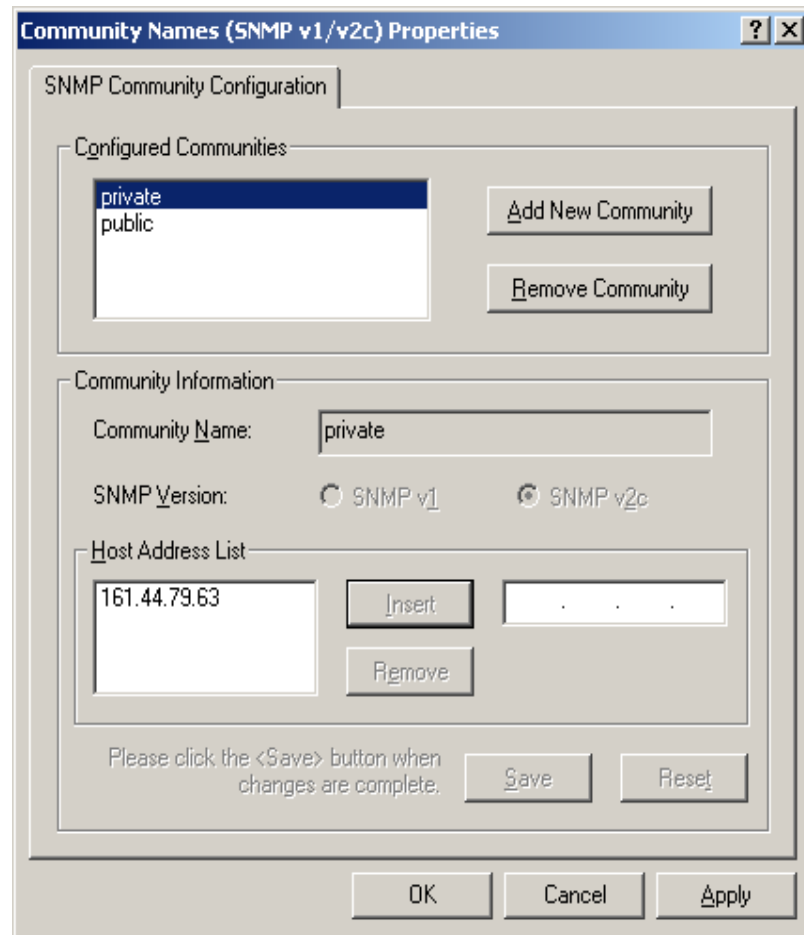 Community Names (SNMP v1/v2c) Properties
SNMP Community Configuration
Configured Communities
private
public
Add New Community
Remove Community
Community Information
Community Name: private
SNMP Version: SNMP v1 SNMP v2c
Host Address List
161.44.79.63
Insert
. . .
Remove
Please click the <Save> button when
changes are complete.
Save
Reset
OK
Cancel
Apply